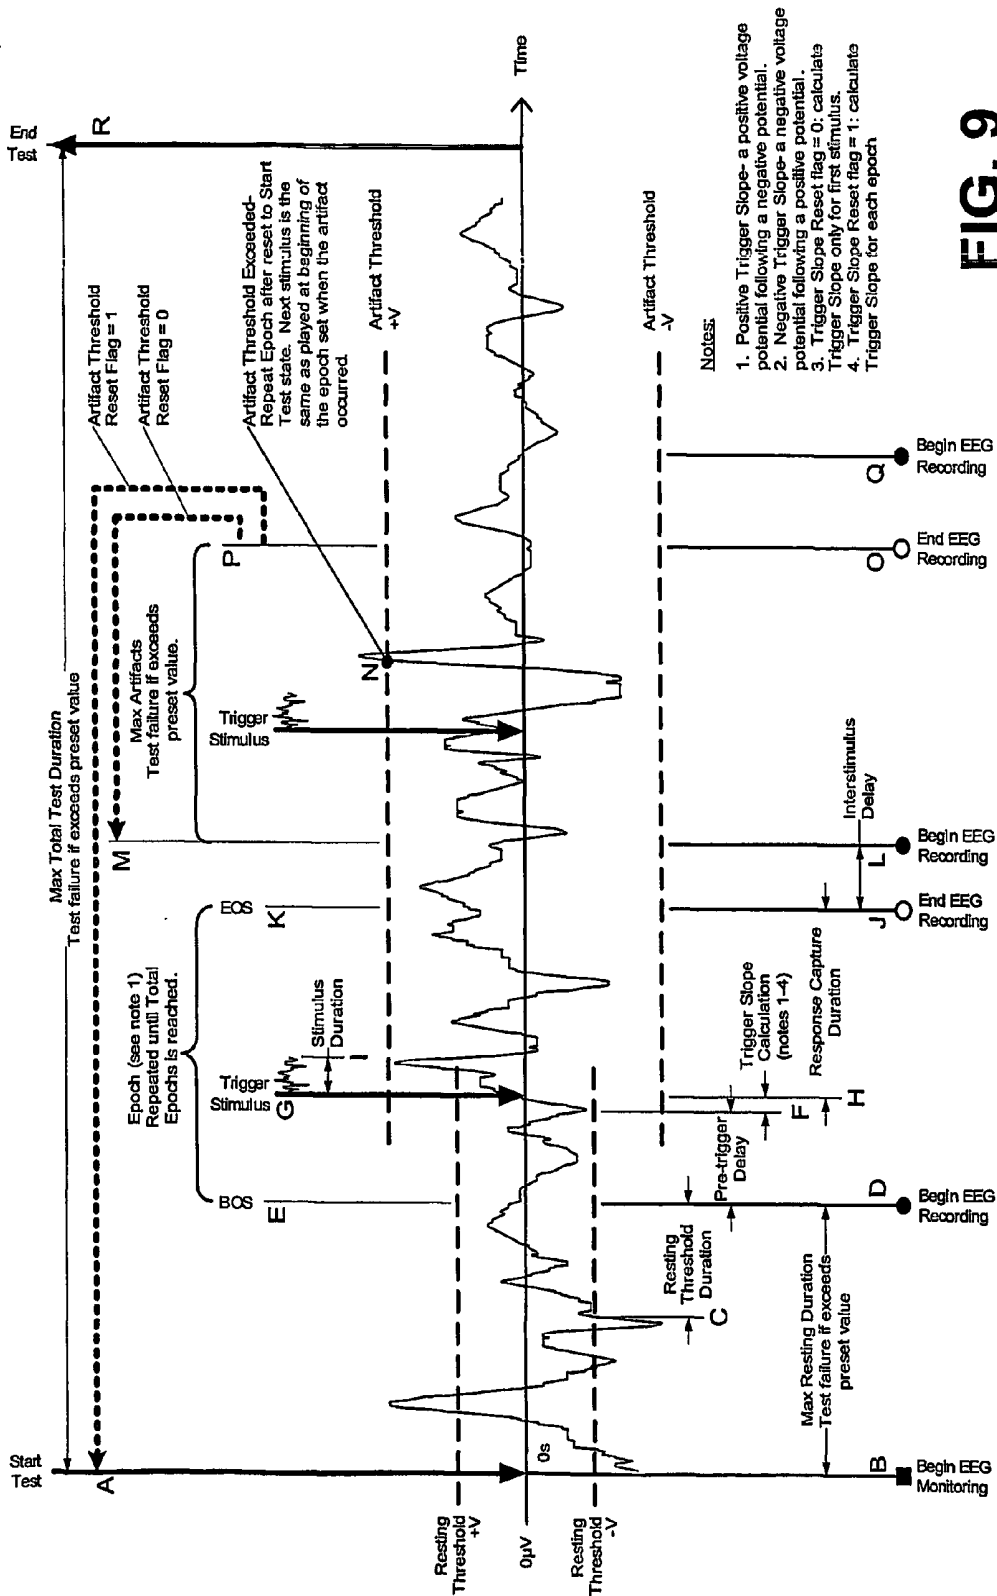 Start
Test
End
Test
Max Total Test Duration
Test failure if exceeds preset value
A
R
Artifact Threshold
Reset Flag = 1
Artifact Threshold
Reset Flag = 0
M
P
Epoch (see note 1)
Repeated until Total
Epochs is reached.
Max Artifacts
Test failure if exceeds
preset value.
BOS
E
EOS
K
Trigger
Stimulus
G
Stimulus
Duration
I
Trigger
Stimulus
N
Artifact Threshold Exceeded-
Repeat Epoch after reset to Start
Test state. Next stimulus is the
same as played at beginning of
the epoch set when the artifact
occurred.
Artifact Threshold
+V
Resting
Threshold
+V
0µV
0s
Time
Resting
Threshold
-V
Artifact Threshold
-V
C
Resting
Threshold
Duration
Pre-trigger
Delay
F
H
Trigger Slope
Calculation
(notes 1-4)
Response Capture
Duration
Interstimulus
Delay
Max Resting Duration
Test failure if exceeds
preset value
B
Begin EEG
Monitoring
D
Begin EEG
Recording
J
End EEG
Recording
L
Begin EEG
Recording
O
End EEG
Recording
Q
Begin EEG
Recording
Notes:
1. Positive Trigger Slope- a positive voltage
potential following a negative potential.
2. Negative Trigger Slope- a negative voltage
potential following a positive potential.
3. Trigger Slope Reset flag = 0: calculate
Trigger Slope only for first stimulus.
4. Trigger Slope Reset flag = 1: calculate
Trigger Slope for each epoch
FIG. 9